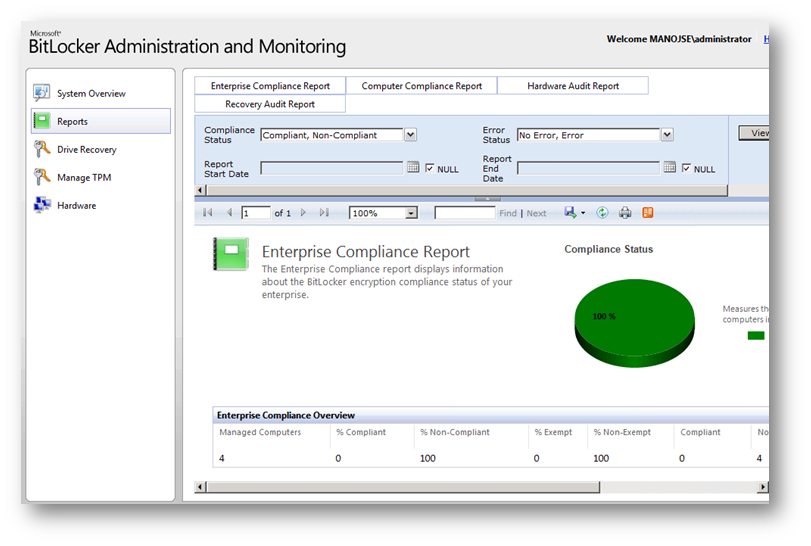 Microsoft®
BitLocker Administration and Monitoring
Welcome MANOJSE\administrator
System Overview
Reports
Drive Recovery
Manage TPM
Hardware
Enterprise Compliance Report
Computer Compliance Report
Hardware Audit Report
Recovery Audit Report
Compliance Status
Compliant, Non-Compliant
Error Status
No Error, Error
View
Report Start Date
NULL
Report End Date
NULL
1 of 1
100%
Find | Next
Enterprise Compliance Report
The Enterprise Compliance report displays information
about the BitLocker encryption compliance status of your
enterprise.
Compliance Status
100 %
Measures th
computers i
Enterprise Compliance Overview
Managed Computers % Compliant % Non-Compliant % Exempt % Non-Exempt Compliant No
4 0 100 0 100 0 4